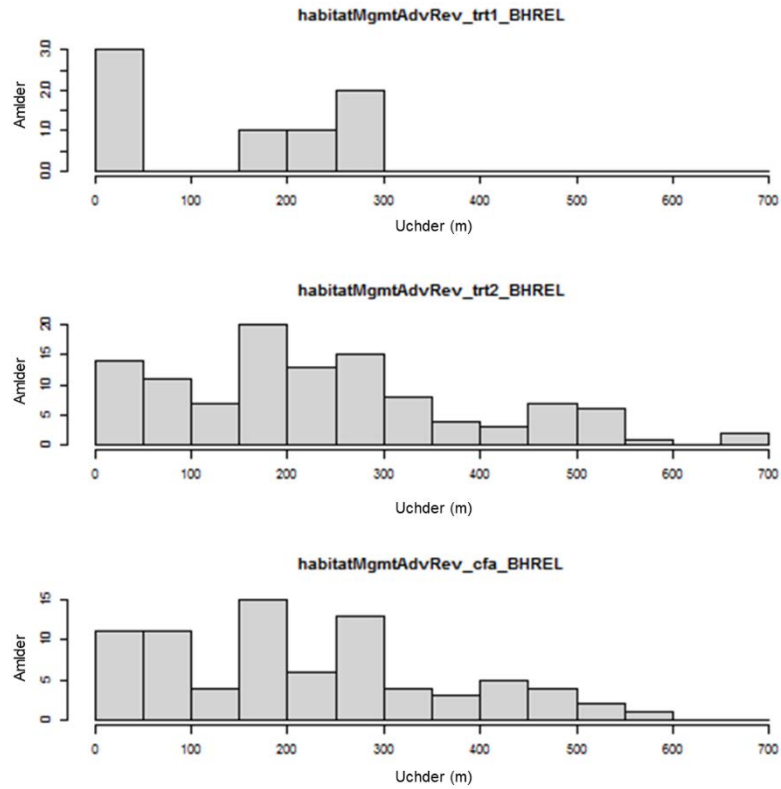 habitatMgmtAdvRev_trt1_BHREL
Amlder
0.0 1.0 2.0 3.0
0 100 200 300 400 500 600 700
Uchder (m)
habitatMgmtAdvRev_trt2_BHREL
Amlder
0 5 10 15 20
0 100 200 300 400 500 600 700
Uchder (m)
habitatMgmtAdvRev_cfa_BHREL
Amlder
0 5 10 15
0 100 200 300 400 500 600 700
Uchder (m)